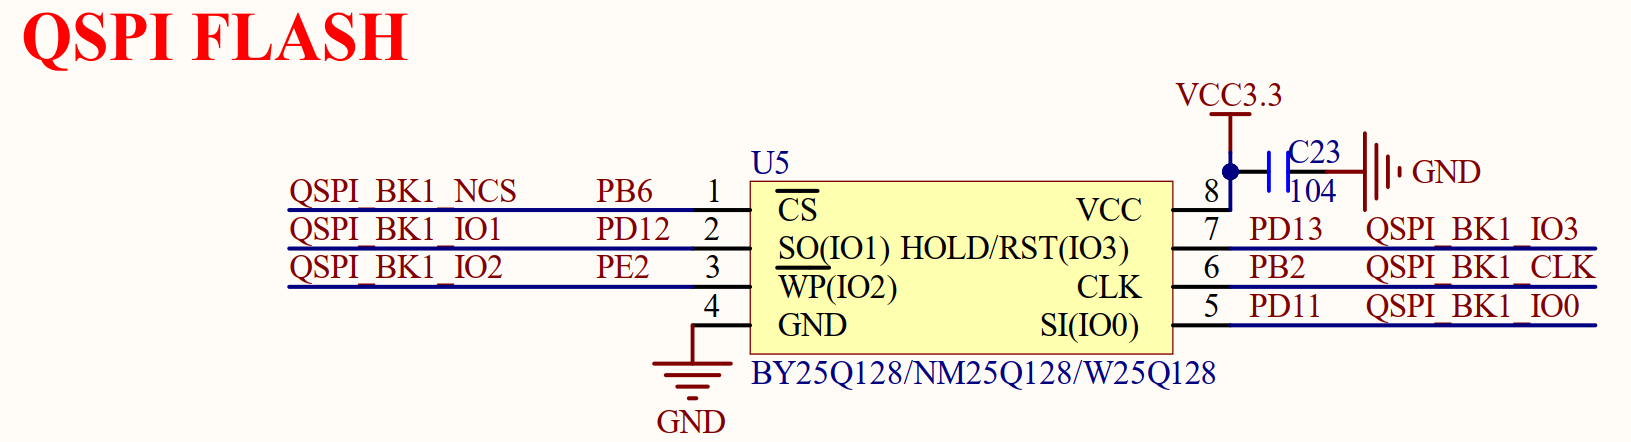 QSPI FLASH
VCC3.3
U5
C23
104
GND
QSPI_BK1_NCS PB6 1 CS VCC 8
QSPI_BK1_IO1 PD12 2 SO(IO1) HOLD/RST(IO3) 7 PD13 QSPI_BK1_IO3
QSPI_BK1_IO2 PE2 3 WP(IO2) CLK 6 PB2 QSPI_BK1_CLK
4 GND SI(IO0) 5 PD11 QSPI_BK1_IO0
BY25Q128/NM25Q128/W25Q128
GND